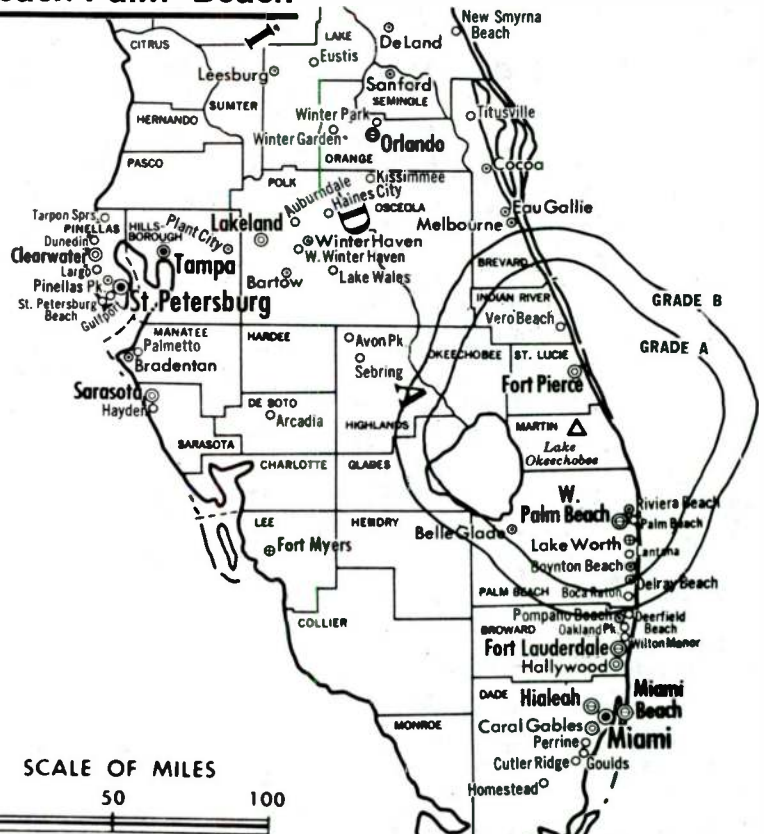 Palm Beach
New Smyrna
Beach
LAKE
DeLand
CITRUS
Eustis
Leesburg
Sanford
SEMINOLE
SUMTER
Winter Park
Titusville
HERNANDO
Winter Garden
Orlando
PASCO
ORANGE
Cocoa
POLK
Kissimmee
Auburndale
Haines City
OSCEOLA
Eau Gallie
Tarpon Sprs.
PINELLAS
HILLS-
BOROUGH
Plant City
Lakeland
Melbourne
Dunedin
Winter Haven
Clearwater
Tampa
W. Winter Haven
BREVARD
Largo
Bartow
Lake Wales
Pinellas Pk
St. Petersburg
INDIAN RIVER
GRADE B
St. Petersburg
Beach
Gulfport
Vero Beach
MANATEE
HARDEE
Avon Pk
GRADE A
Palmetto
OKEECHOBEE
ST. LUCIE
Bradentan
Sebring
Fort Pierce
Sarasota
Hayden
DE SOTO
Arcadia
HIGHLANDS
MARTIN
SARASOTA
Lake
Okeechobee
CHARLOTTE
GLADES
W.
Palm Beach
Riviera Beach
Palm Beach
LEE
HENDRY
Belle Glade
Fort Myers
Lake Worth
Lantana
Boynton Beach
Delray Beach
PALM BEACH
Boca Raton
COLLIER
Pompano Beach
Deerfield
Beach
BROWARD
Oakland Pk.
Wilton Manor
Fort Lauderdale
Hallywood
DADE
Hialeah
Miami
Beach
MONROE
Caral Gables
Miami
Perrine
Cutler Ridge
Goulds
Homestead
SCALE OF MILES
50
100